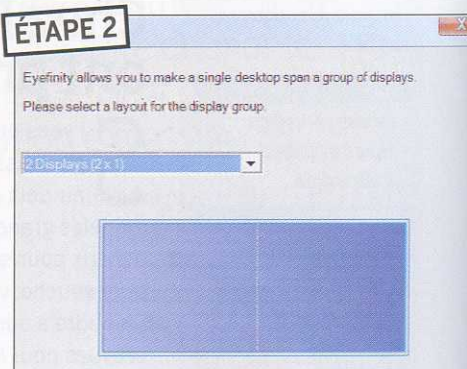 ÉTAPE 2
X
Eyefinity allows you to make a single desktop span a group of displays.
Please select a layout for the display group.
2 Displays (2 x 1)